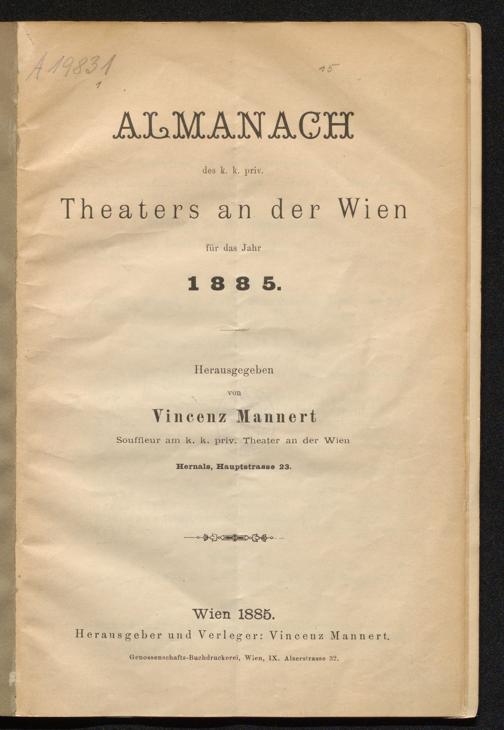 A 19831
1
15
ALMANACH
des k. k. priv.
Theaters an der Wien
für das Jahr
1885.
Herausgegeben
von
Vincenz Mannert
Souffleur am k. k. priv. Theater an der Wien
Hernals, Hauptstrasse 23.
Wien 1885.
Herausgeber und Verleger: Vincenz Mannert.
Genossenschafts-Buchdruckerei, Wien, IX. Alserstrasse 32.